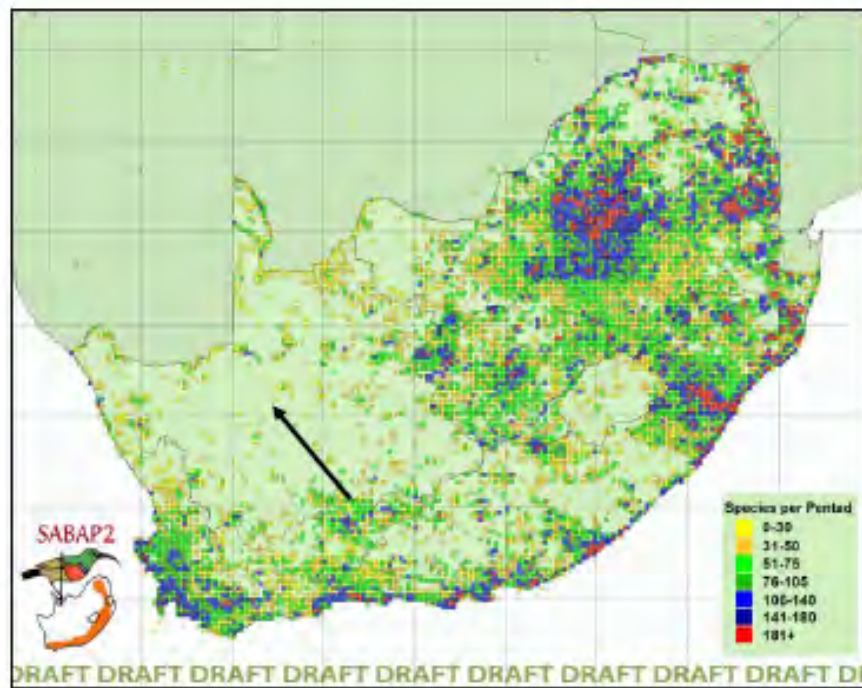 SABAP2
Species per Pentad
0-30
31-50
51-75
76-105
106-140
141-180
181+
DRAFT DRAFT DRAFT DRAFT DRAFT DRAFT DRAFT DRAFT DRAFT D